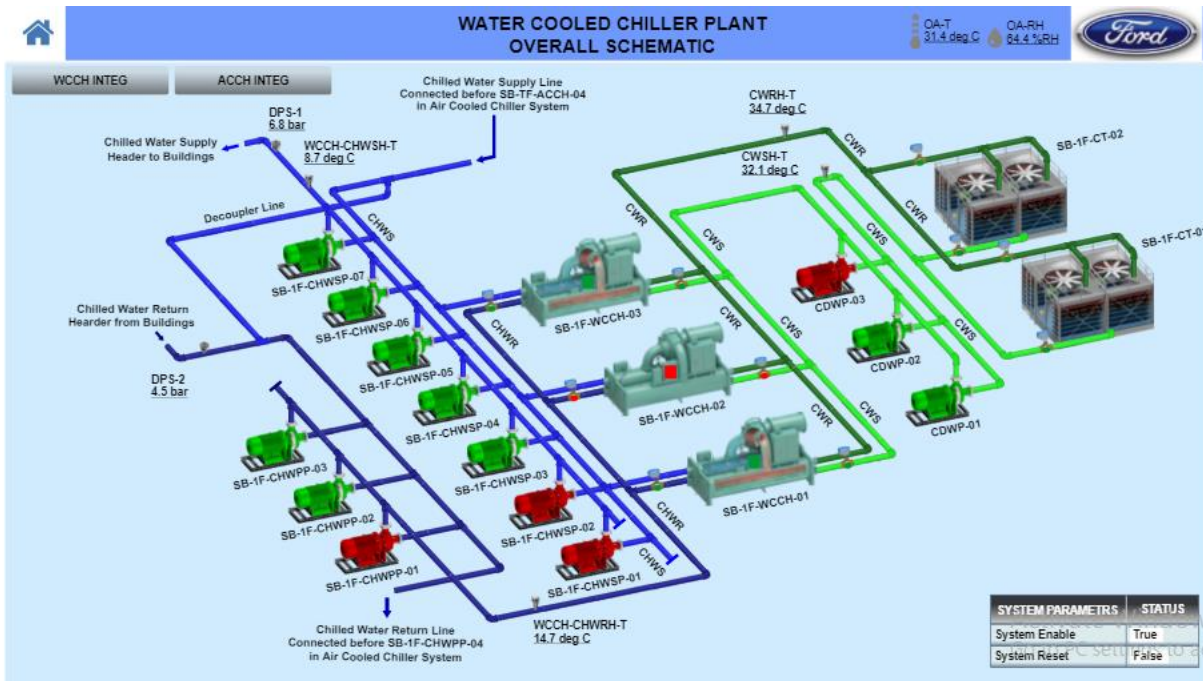 WATER COOLED CHILLER PLANT
OVERALL SCHEMATIC
OA-T
31.4 deg C
OA-RH
64.4 %RH
Ford
WCCH INTEG
ACCH INTEG
Chilled Water Supply Line
Connected before SB-TF-ACCH-04
in Air Cooled Chiller System
DPS-1
6.8 bar
Chilled Water Supply
Header to Buildings
WCCH-CHWSH-T
8.7 deg C
CWRH-T
34.7 deg C
CWSH-T
32.1 deg C
CWR
SB-1F-CT-02
CWR
Decoupler Line
CHWS
CWS
CWS
SB-1F-CT-0
SB-1F-CHWSP-07
CDWP-03
Chilled Water Return
Hearder from Buildings
SB-1F-CHWSP-06
CHWR
SB-1F-WCCH-03
CWR
CWS
CWS
CDWP-02
DPS-2
4.5 bar
SB-1F-CHWSP-05
SB-1F-WCCH-02
SB-1F-CHWSP-04
CWR
CWS
CDWP-01
SB-1F-CHWPP-03
SB-1F-CHWSP-03
SB-1F-WCCH-01
SB-1F-CHWPP-02
SB-1F-CHWSP-02
CHWR
SB-1F-CHWPP-01
SB-1F-CHWSP-01
CHWS
Chilled Water Return Line
Connected before SB-1F-CHWPP-04
in Air Cooled Chiller System
WCCH-CHWRH-T
14.7 deg C
SYSTEM PARAMETRS STATUS
System Enable True
System Reset False